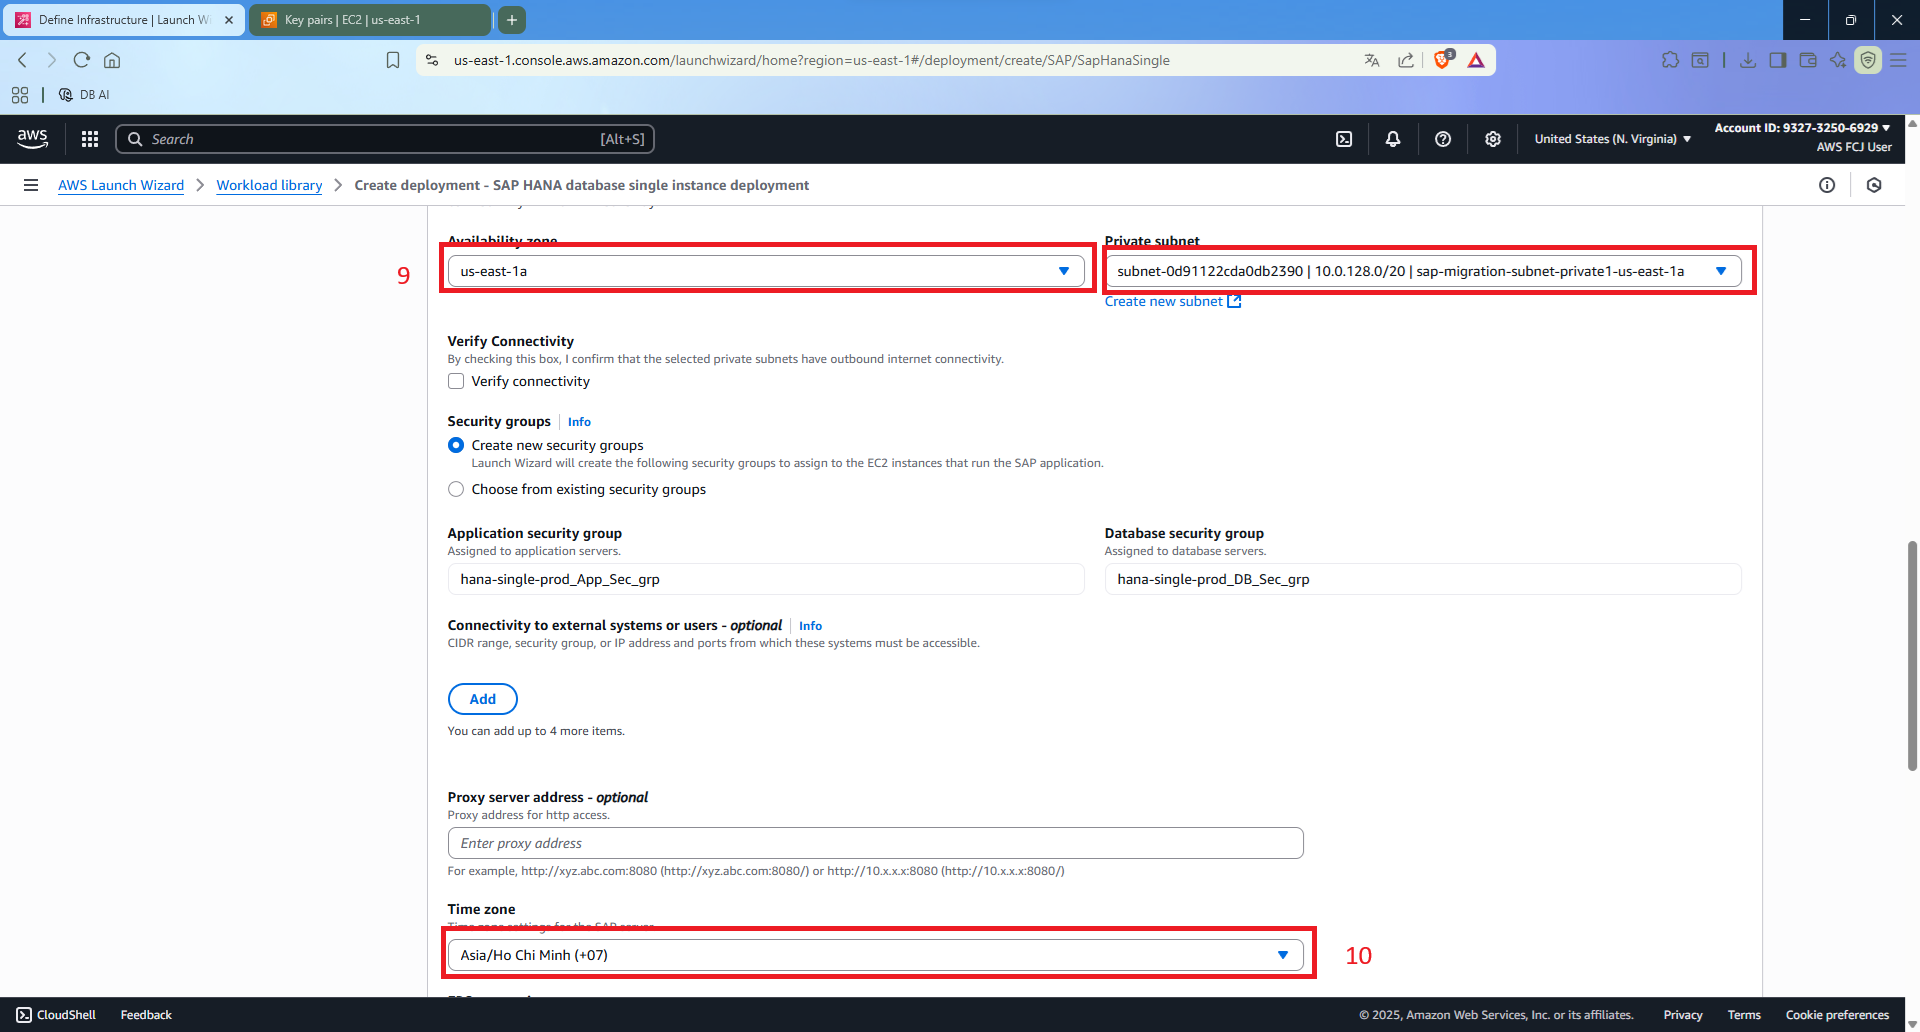 Define Infrastructure | Launch Wi
Key pairs | EC2 | us-east-1
us-east-1.console.aws.amazon.com/launchwizard/home?region=us-east-1#/deployment/create/SAP/SapHanaSingle
3
DB AI
aws
Search
[Alt+S]
United States (N. Virginia)
Account ID: 9327-3250-6929
AWS FCJ User
AWS Launch Wizard
Workload library
Create deployment - SAP HANA database single instance deployment
Availability zone
Private subnet
9
us-east-1a
subnet-0d91122cda0db2390 | 10.0.128.0/20 | sap-migration-subnet-private1-us-east-1a
Create new subnet
Verify Connectivity
By checking this box, I confirm that the selected private subnets have outbound internet connectivity.
Verify connectivity
Security groups
Info
Create new security groups
Launch Wizard will create the following security groups to assign to the EC2 instances that run the SAP application.
Choose from existing security groups
Application security group
Database security group
Assigned to application servers.
Assigned to database servers.
hana-single-prod_App_Sec_grp
hana-single-prod_DB_Sec_grp
Connectivity to external systems or users - optional
Info
CIDR range, security group, or IP address and ports from which these systems must be accessible.
Add
You can add up to 4 more items.
Proxy server address - optional
Proxy address for http access.
Enter proxy address
For example, http://xyz.abc.com:8080 (http://xyz.abc.com:8080/) or http://10.x.x.x:8080 (http://10.x.x.x:8080/)
Time zone
Time zone settings for the SAP server.
Asia/Ho Chi Minh (+07)
10
CloudShell
Feedback
© 2025, Amazon Web Services, Inc. or its affiliates.
Privacy
Terms
Cookie preferences